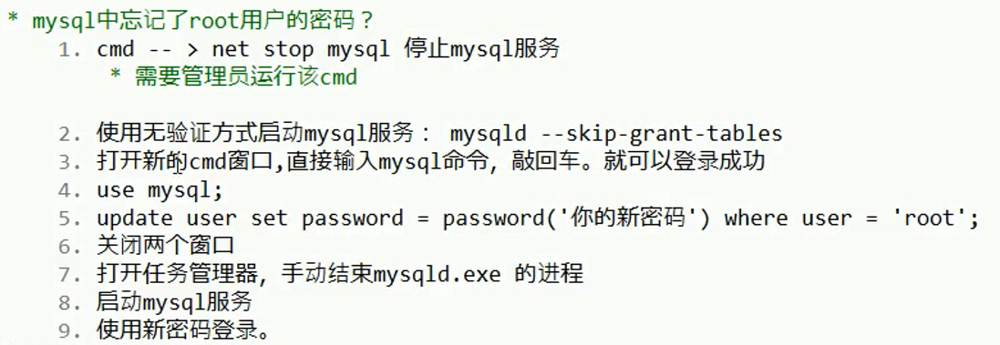 * mysql中忘记了root用户的密码？
1. cmd -- > net stop mysql 停止mysql服务
* 需要管理员运行该cmd
2. 使用无验证方式启动mysql服务： mysqld --skip-grant-tables
3. 打开新的cmd窗口,直接输入mysql命令，敲回车。就可以登录成功
4. use mysql;
5. update user set password = password('你的新密码') where user = 'root';
6. 关闭两个窗口
7. 打开任务管理器，手动结束mysqld.exe 的进程
8. 启动mysql服务
9. 使用新密码登录。